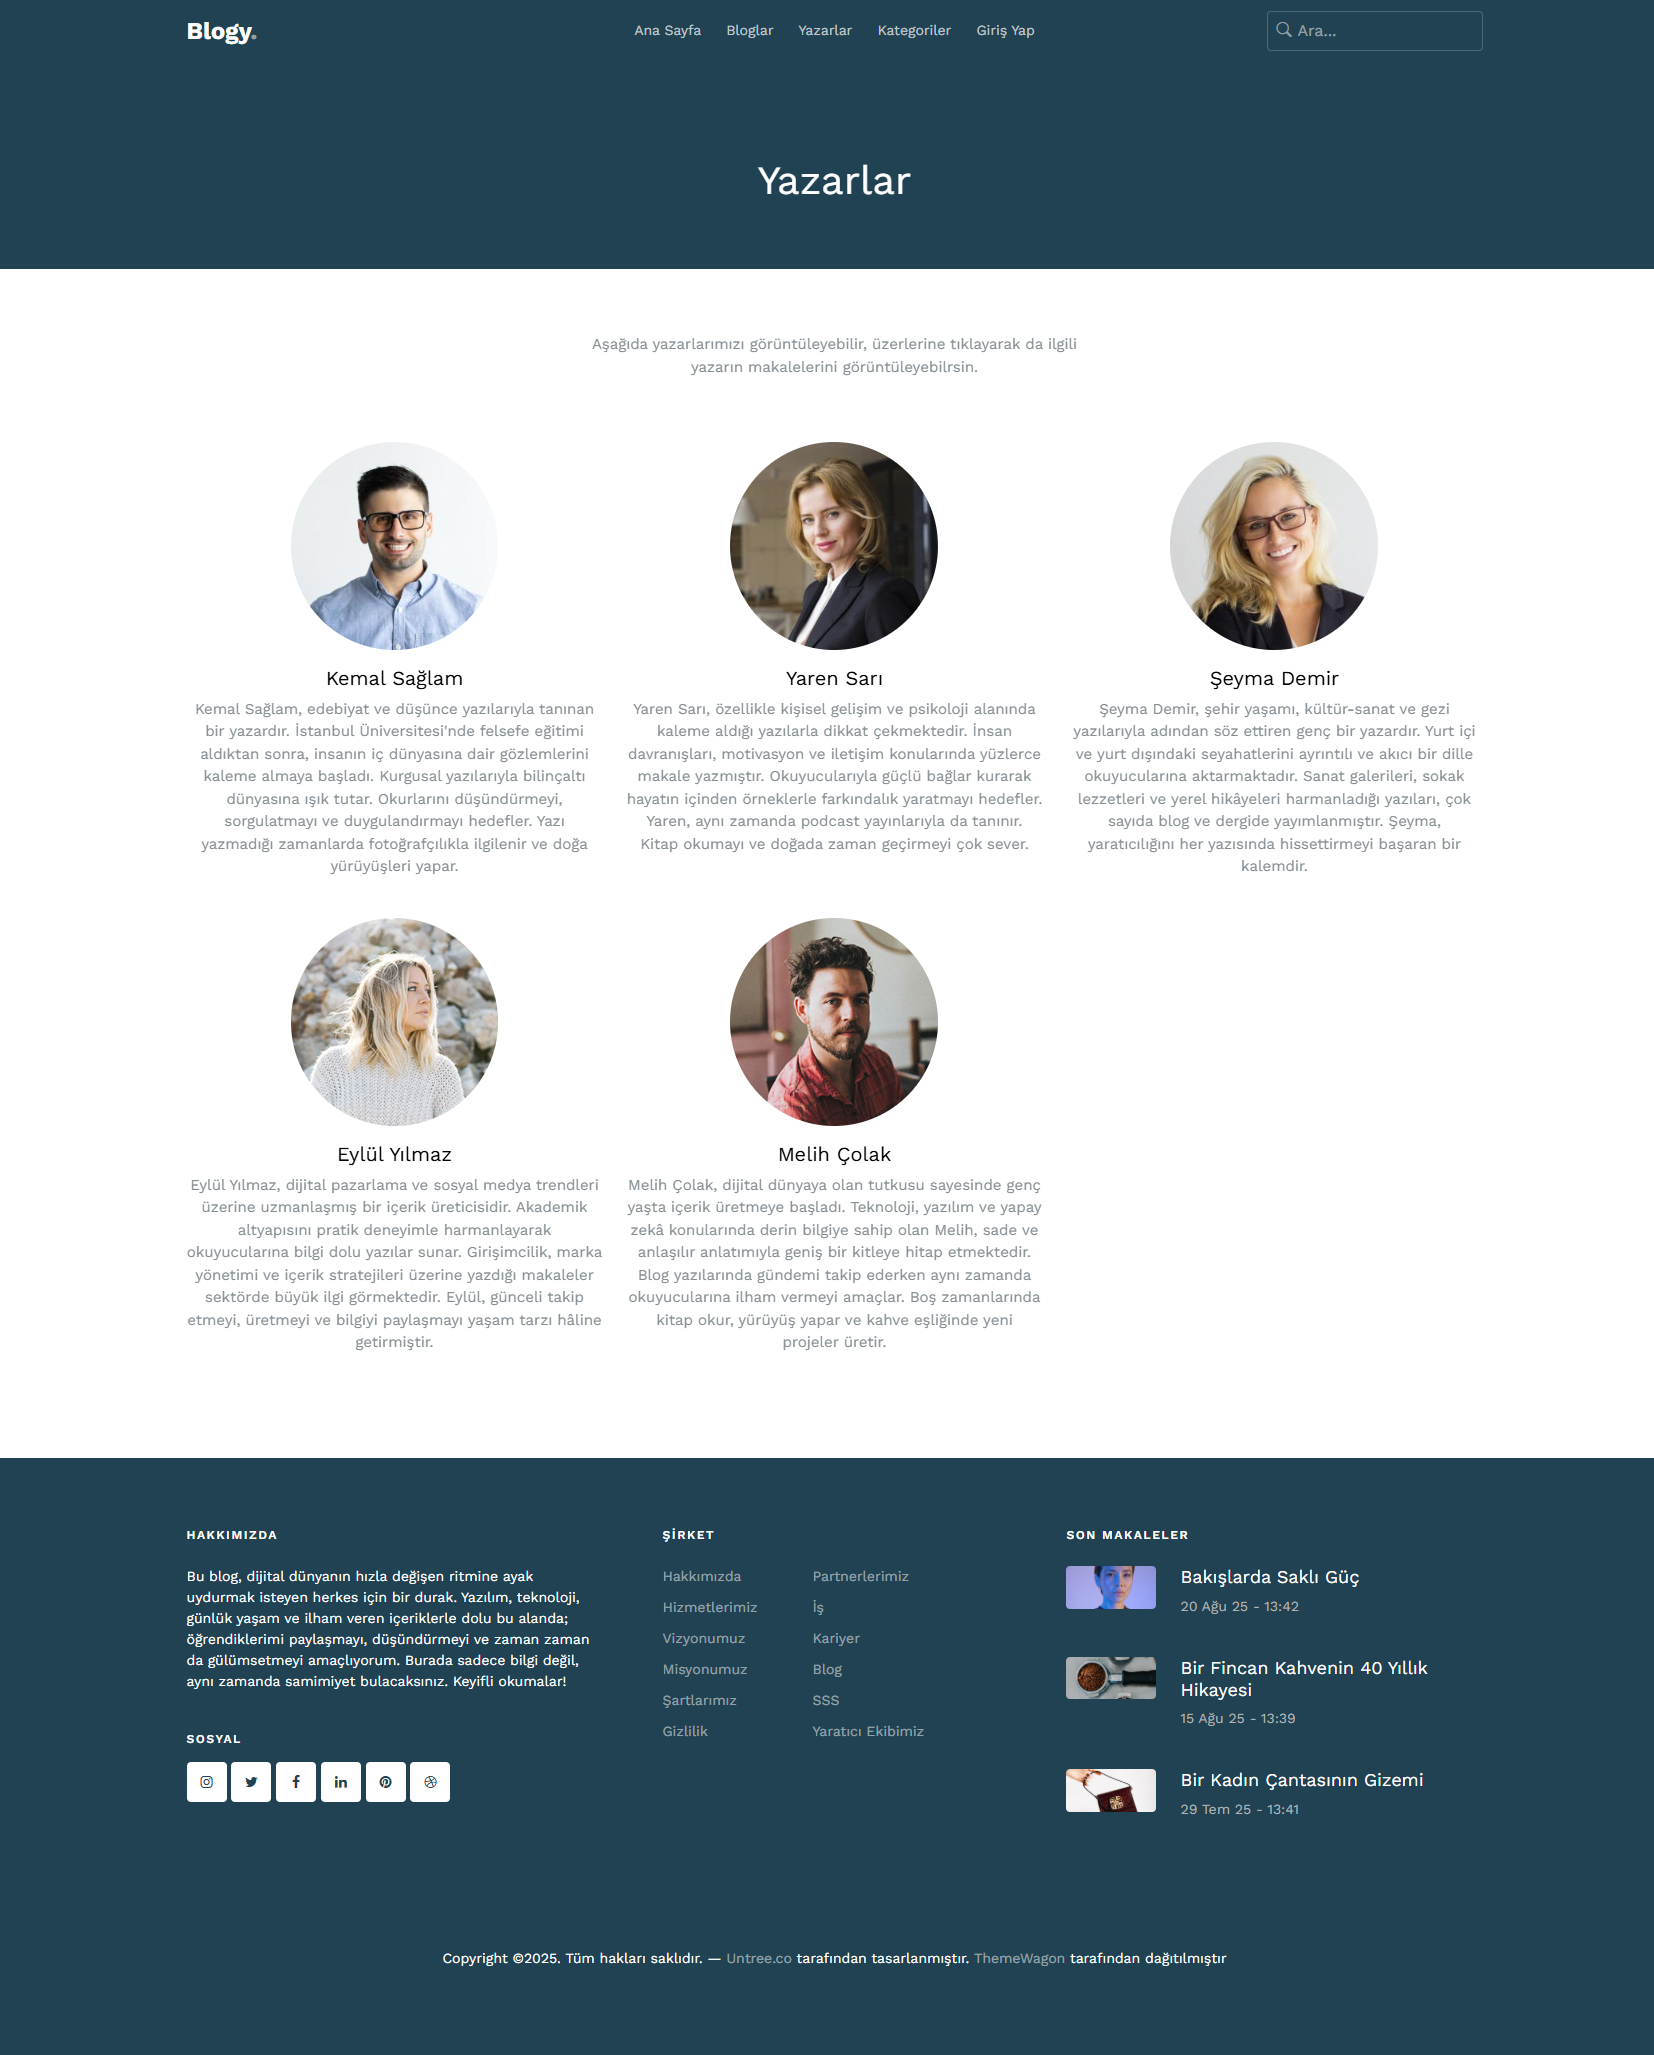 Blogy.
Ana Sayfa Bloglar Yazarlar Kategoriler Giriş Yap
Ara...
Yazarlar
Aşağıda yazarlarımızı görüntüleyebilir, üzerlerine tıklayarak da ilgili
yazarın makalelerini görüntüleyebilrsin.
Kemal Sağlam
Kemal Sağlam, edebiyat ve düşünce yazılarıyla tanınan
bir yazardır. İstanbul Üniversitesi'nde felsefe eğitimi
aldıktan sonra, insanın iç dünyasına dair gözlemlerini
kaleme almaya başladı. Kurgusal yazılarıyla bilinçaltı
dünyasına ışık tutar. Okurlarını düşündürmeyi,
sorgulatmayı ve duygulandırmayı hedefler. Yazı
yazmadığı zamanlarda fotoğrafçılıkla ilgilenir ve doğa
yürüyüşleri yapar.
Yaren Sarı
Yaren Sarı, özellikle kişisel gelişim ve psikoloji alanında
kaleme aldığı yazılarla dikkat çekmektedir. İnsan
davranışları, motivasyon ve iletişim konularında yüzlerce
makale yazmıştır. Okuyucularıyla güçlü bağlar kurarak
hayatın içinden örneklerle farkındalık yaratmayı hedefler.
Yaren, aynı zamanda podcast yayınlarıyla da tanınır.
Kitap okumayı ve doğada zaman geçirmeyi çok sever.
Şeyma Demir
Şeyma Demir, şehir yaşamı, kültür-sanat ve gezi
yazılarıyla adından söz ettiren genç bir yazardır. Yurt içi
ve yurt dışındaki seyahatlerini ayrıntılı ve akıcı bir dille
okuyucularına aktarmaktadır. Sanat galerileri, sokak
lezzetleri ve yerel hikâyeleri harmanladığı yazıları, çok
sayıda blog ve dergide yayımlanmıştır. Şeyma,
yaratıcılığını her yazısında hissettirmeyi başaran bir
kalemdir.
Eylül Yılmaz
Eylül Yılmaz, dijital pazarlama ve sosyal medya trendleri
üzerine uzmanlaşmış bir içerik üreticisidir. Akademik
altyapısını pratik deneyimle harmanlayarak
okuyucularına bilgi dolu yazılar sunar. Girişimcilik, marka
yönetimi ve içerik stratejileri üzerine yazdığı makaleler
sektörde büyük ilgi görmektedir. Eylül, günceli takip
etmeyi, üretmeyi ve bilgiyi paylaşmayı yaşam tarzı hâline
getirmiştir.
Melih Çolak
Melih Çolak, dijital dünyaya olan tutkusu sayesinde genç
yaşta içerik üretmeye başladı. Teknoloji, yazılım ve yapay
zekâ konularında derin bilgiye sahip olan Melih, sade ve
anlaşılır anlatımıyla geniş bir kitleye hitap etmektedir.
Blog yazılarında gündemi takip ederken aynı zamanda
okuyucularına ilham vermeyi amaçlar. Boş zamanlarında
kitap okur, yürüyüş yapar ve kahve eşliğinde yeni
projeler üretir.
HAKKIMIZDA
Bu blog, dijital dünyanın hızla değişen ritmine ayak
uydurmak isteyen herkes için bir durak. Yazılım, teknoloji,
günlük yaşam ve ilham veren içeriklerle dolu bu alanda;
öğrendiklerimi paylaşmayı, düşündürmeyi ve zaman zaman
da gülümsetmeyi amaçlıyorum. Burada sadece bilgi değil,
aynı zamanda samimiyet bulacaksınız. Keyifli okumalar!
SOSYAL
ŞİRKET
Hakkımızda
Hizmetlerimiz
Vizyonumuz
Misyonumuz
Şartlarımız
Gizlilik
Partnerlerimiz
İş
Kariyer
Blog
SSS
Yaratıcı Ekibimiz
SON MAKALELER
Bakışlarda Saklı Güç
20 Ağu 25 - 13:42
Bir Fincan Kahvenin 40 Yıllık
Hikayesi
15 Ağu 25 - 13:39
Bir Kadın Çantasının Gizemi
29 Tem 25 - 13:41
Copyright ©2025. Tüm hakları saklıdır. — Untree.co tarafından tasarlanmıştır. ThemeWagon tarafından dağıtılmıştır